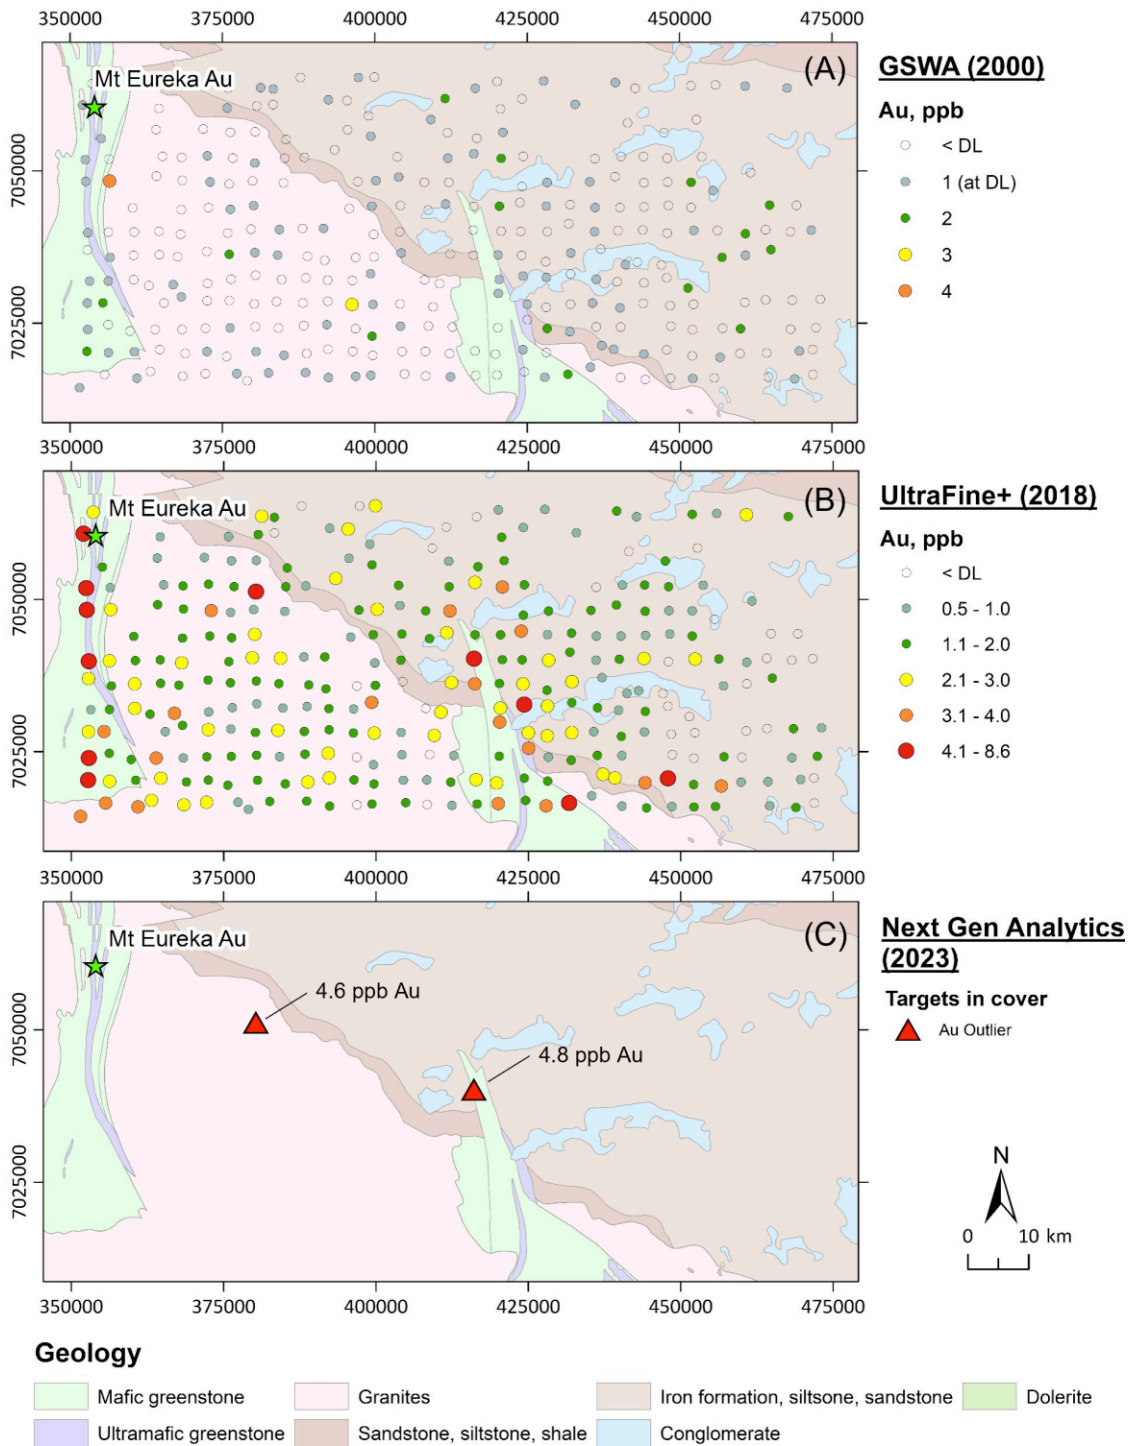 350000 375000 400000 425000 450000 475000
(A)
Mt Eureka Au
7050000
7025000
GSWA (2000)
Au, ppb
< DL
1 (at DL)
2
3
4
350000 375000 400000 425000 450000 475000
(B)
Mt Eureka Au
7050000
7025000
UltraFine+ (2018)
Au, ppb
< DL
0.5 - 1.0
1.1 - 2.0
2.1 - 3.0
3.1 - 4.0
4.1 - 8.6
350000 375000 400000 425000 450000 475000
(C)
Mt Eureka Au
4.6 ppb Au
4.8 ppb Au
7050000
7025000
Next Gen Analytics
(2023)
Targets in cover
Au Outlier
N
0 10 km
350000 375000 400000 425000 450000 475000
Geology
Mafic greenstone Granites Iron formation, siltsone, sandstone Dolerite
Ultramafic greenstone Sandstone, siltstone, shale Conglomerate